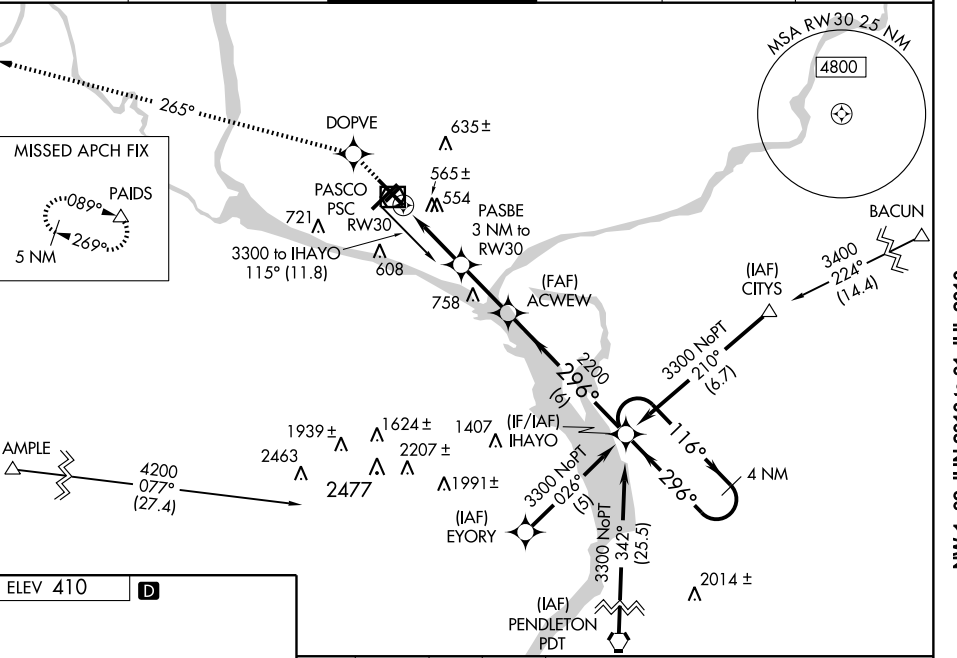 MSA RW30 25 NM
4800
265°
DOPVE
635±
MISSED APCH FIX
PAIDS
089°
269°
5 NM
PASCO
PSC
RW30
565±
554
721
3300 to IHAYO
115° (11.8)
608
PASBE
3 NM to
RW30
758
(FAF)
ACWEW
BACUN
3400
224°
(14.4)
(IAF)
CITYS
3300 NoPT
210°
(6.7)
2200
296°
(6)
(IF/IAF)
IHAYO
116°
296°
4 NM
1939±
1624±
1407
2463
2207±
2477
1991±
AMPLE
4200
077°
(27.4)
3300 NoPT
026°
(5)
(IAF)
EYORY
3300 NoPT
342°
(25.5)
2014±
(IAF)
PENDLETON
PDT
ELEV 410
D